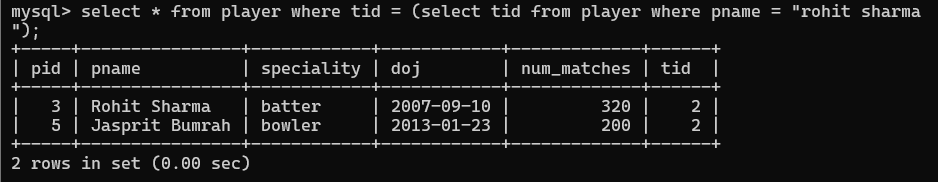 mysql> select * from player where tid = (select tid from player where pname = "rohit sharma
");
+-----+----------------+------------+------------+-------------+------+
| pid | pname          | speciality | doj        | num_matches | tid  |
+-----+----------------+------------+------------+-------------+------+
|   3 | Rohit Sharma   | batter     | 2007-09-10 |         320 |    2 |
|   5 | Jasprit Bumrah | bowler     | 2013-01-23 |         200 |    2 |
+-----+----------------+------------+------------+-------------+------+
2 rows in set (0.00 sec)